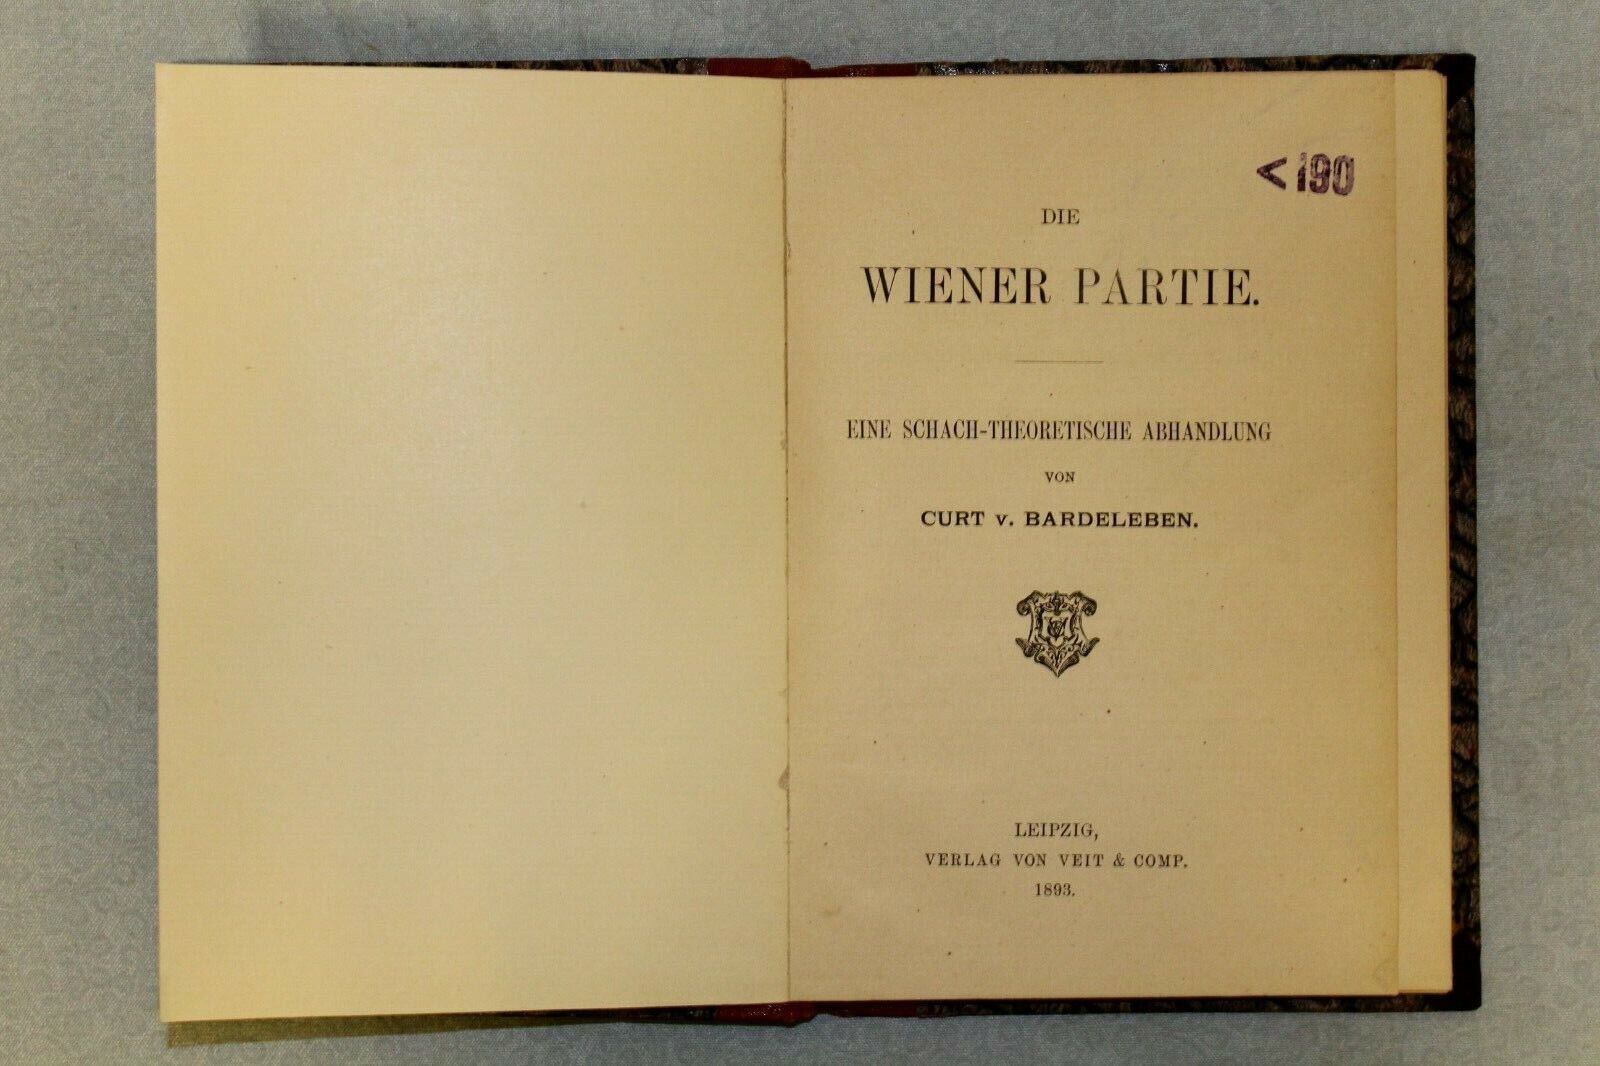 < 190
DIE
WIENER PARTIE.
EINE SCHACH-THEORETISCHE ABHANDLUNG
VON
CURT v. BARDELEBEN.
LEIPZIG,
VERLAG VON VEIT & COMP.
1893.